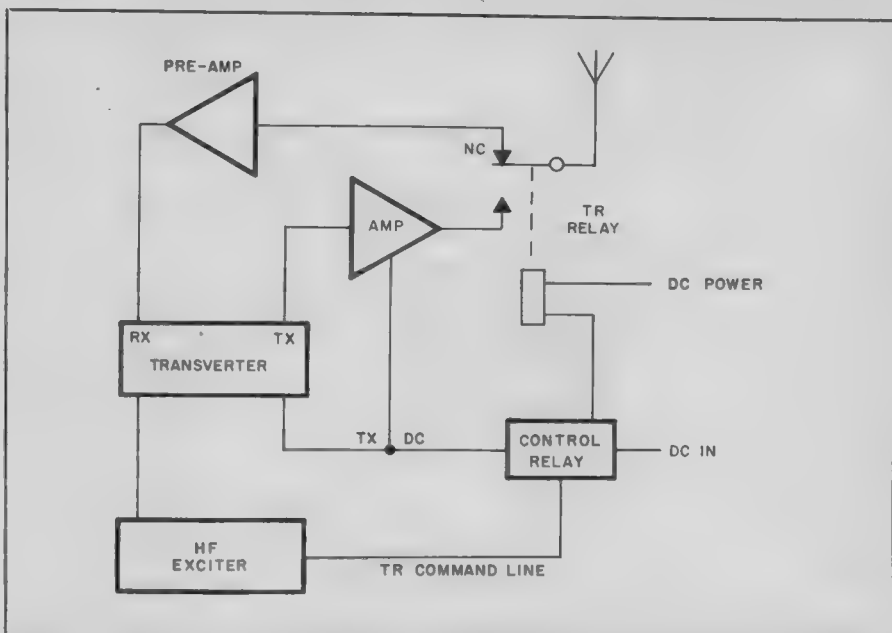 PRE-AMP
NC
AMP
TR
RELAY
DC POWER
RX
TX
TRANSVERTER
TX
DC
CONTROL
RELAY
DC IN
HF
EXCITER
TR COMMAND LINE